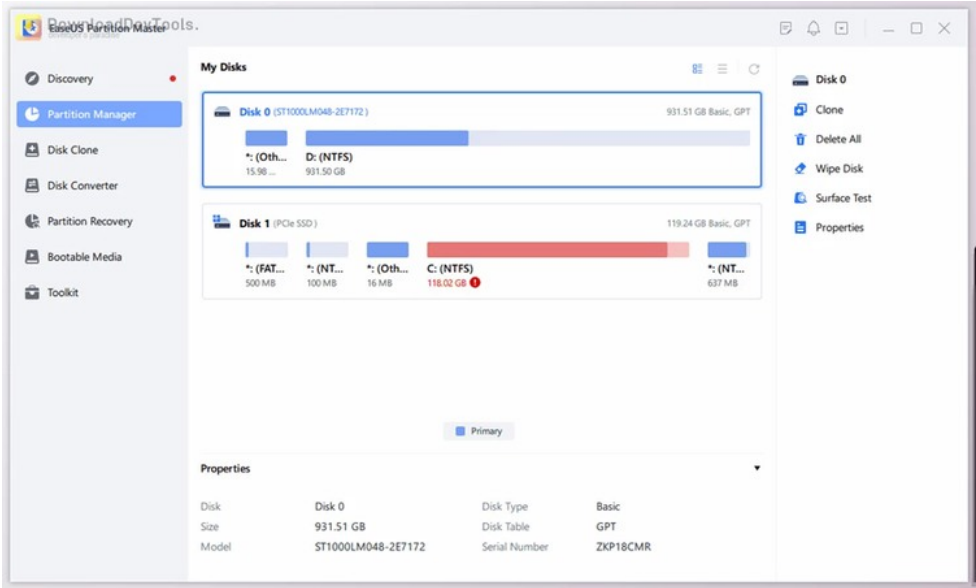 DownloadDevTools.
EaseUS Partition Master
Discovery
Partition Manager
Disk Clone
Disk Converter
Partition Recovery
Bootable Media
Toolkit
My Disks
Disk 0 (ST1000LM048-2E7172 )
931.51 GB Basic, GPT
*: (Oth... D: (NTFS)
15.98 ... 931.50 GB
Disk 1 (PCIe SSD )
119.24 GB Basic, GPT
*: (FAT... *: (NT... *: (Oth... C: (NTFS) *: (NT...
500 MB 100 MB 16 MB 118.02 GB 637 MB
Primary
Properties
Disk Disk 0 Disk Type Basic
Size 931.51 GB Disk Table GPT
Model ST1000LM048-2E7172 Serial Number ZKP18CMR
Disk 0
Clone
Delete All
Wipe Disk
Surface Test
Properties